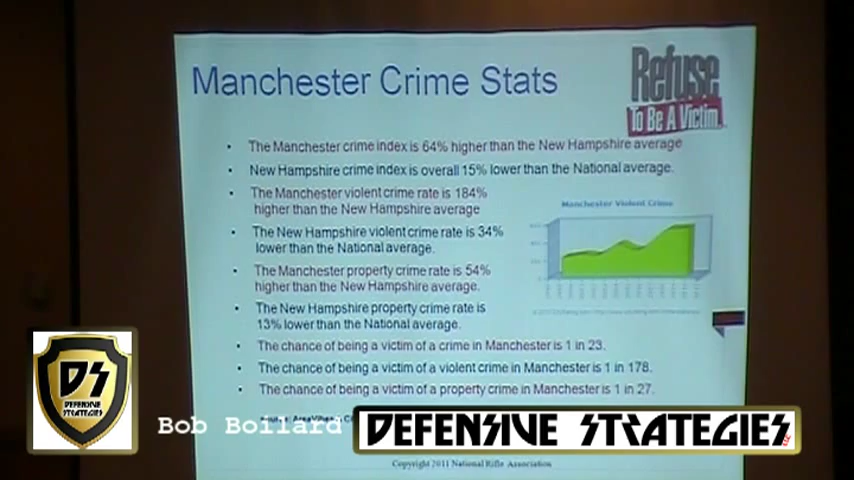 Manchester Crime Stats
Refuse
To Be A Victim
• The Manchester crime index is 64% higher than the New Hampshire average
• New Hampshire crime index is overall 15% lower than the National average.
• The Manchester violent crime rate is 184%
higher than the New Hampshire average
• The New Hampshire violent crime rate is 34%
lower than the National average.
• The Manchester property crime rate is 54%
higher than the New Hampshire average.
• The New Hampshire property crime rate is
13% lower than the National average.
Manchester Violent Crime
• The chance of being a victim of a crime in Manchester is 1 in 23.
• The chance of being a victim of a violent crime in Manchester is 1 in 178.
• The chance of being a victim of a property crime in Manchester is 1 in 27.
DS
DEFENSIVE
STRATEGIES
Bob Boilard
DEFENSIVE STRATEGIES
Copyright 2011 National Rifle Association